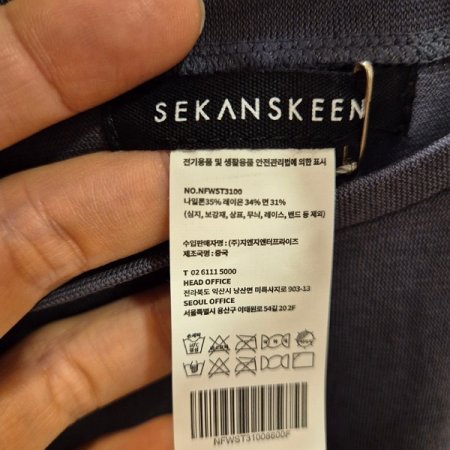 SEKANSKEEN
전기용품 및 생활용품 안전관리법에 의한 표시
NO.NFWST3100
나일론35% 레이온 34% 면 31%
(심지, 보강재, 상표, 무늬, 레이스, 밴드 등 제외)
수입판매자명 : (주)지엠지앤터프라이즈
제조국명 : 중국
T 02 6111 5000
HEAD OFFICE
전라북도 익산시 낭산면 미륵사지로 903-13
SEOUL OFFICE
서울특별시 용산구 이태원로 54길 20 2F
NFWST31008600F